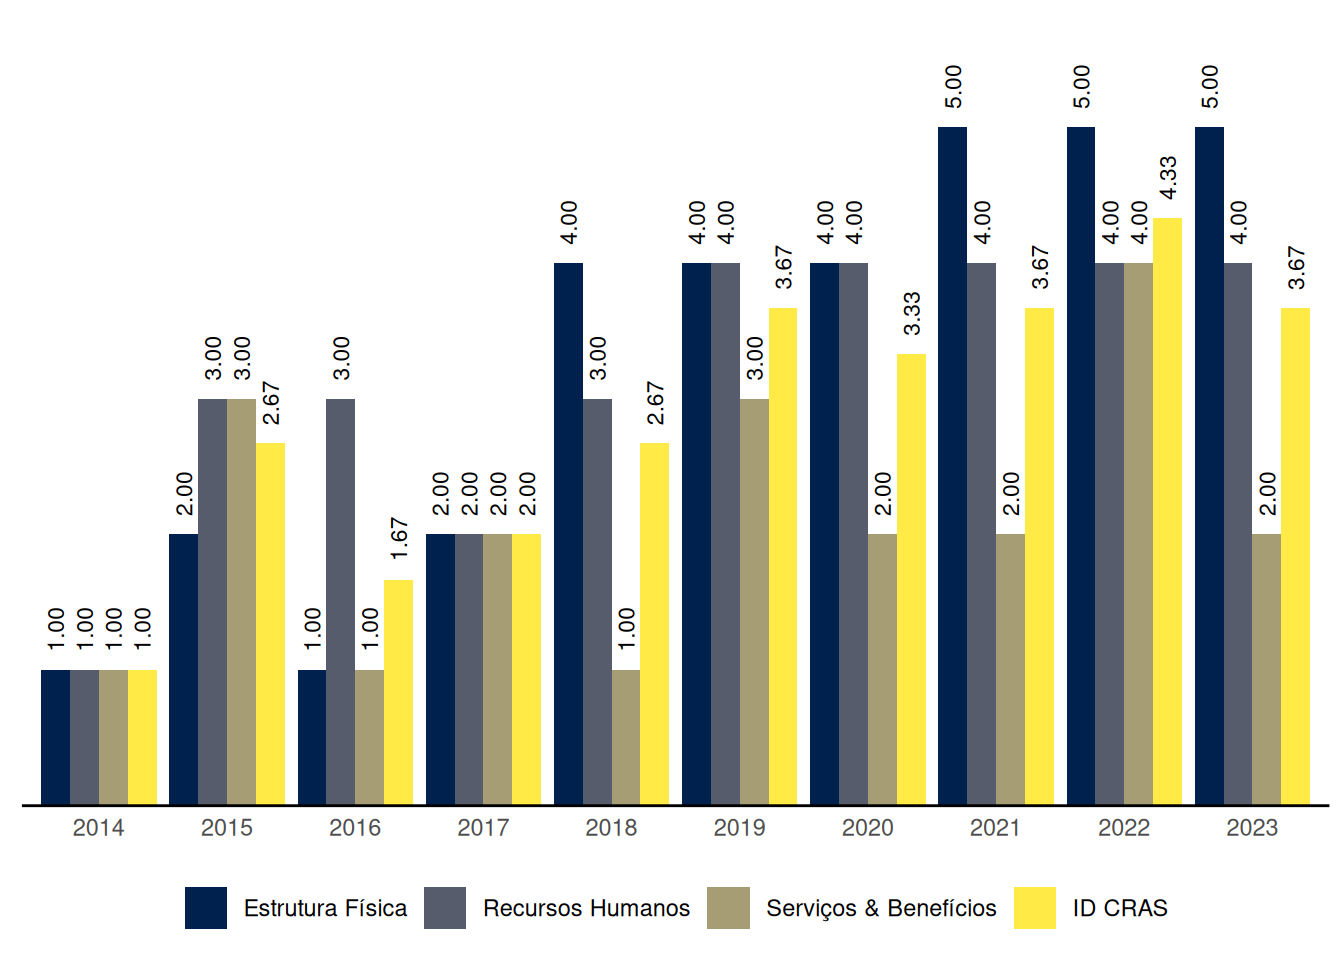 5.00 5.00 5.00
4.33
4.00 4.00 4.00 4.00 4.00 4.00 4.00 4.00 4.00
3.67 3.67 3.67
3.33
3.00 3.00 3.00 3.00 3.00
2.67 2.67
2.00 2.00 2.00 2.00 2.00 2.00 2.00 2.00
1.67
1.00 1.00 1.00 1.00 1.00 1.00 1.00
2014 2015 2016 2017 2018 2019 2020 2021 2022 2023
Estrutura Física Recursos Humanos Serviços & Benefícios ID CRAS